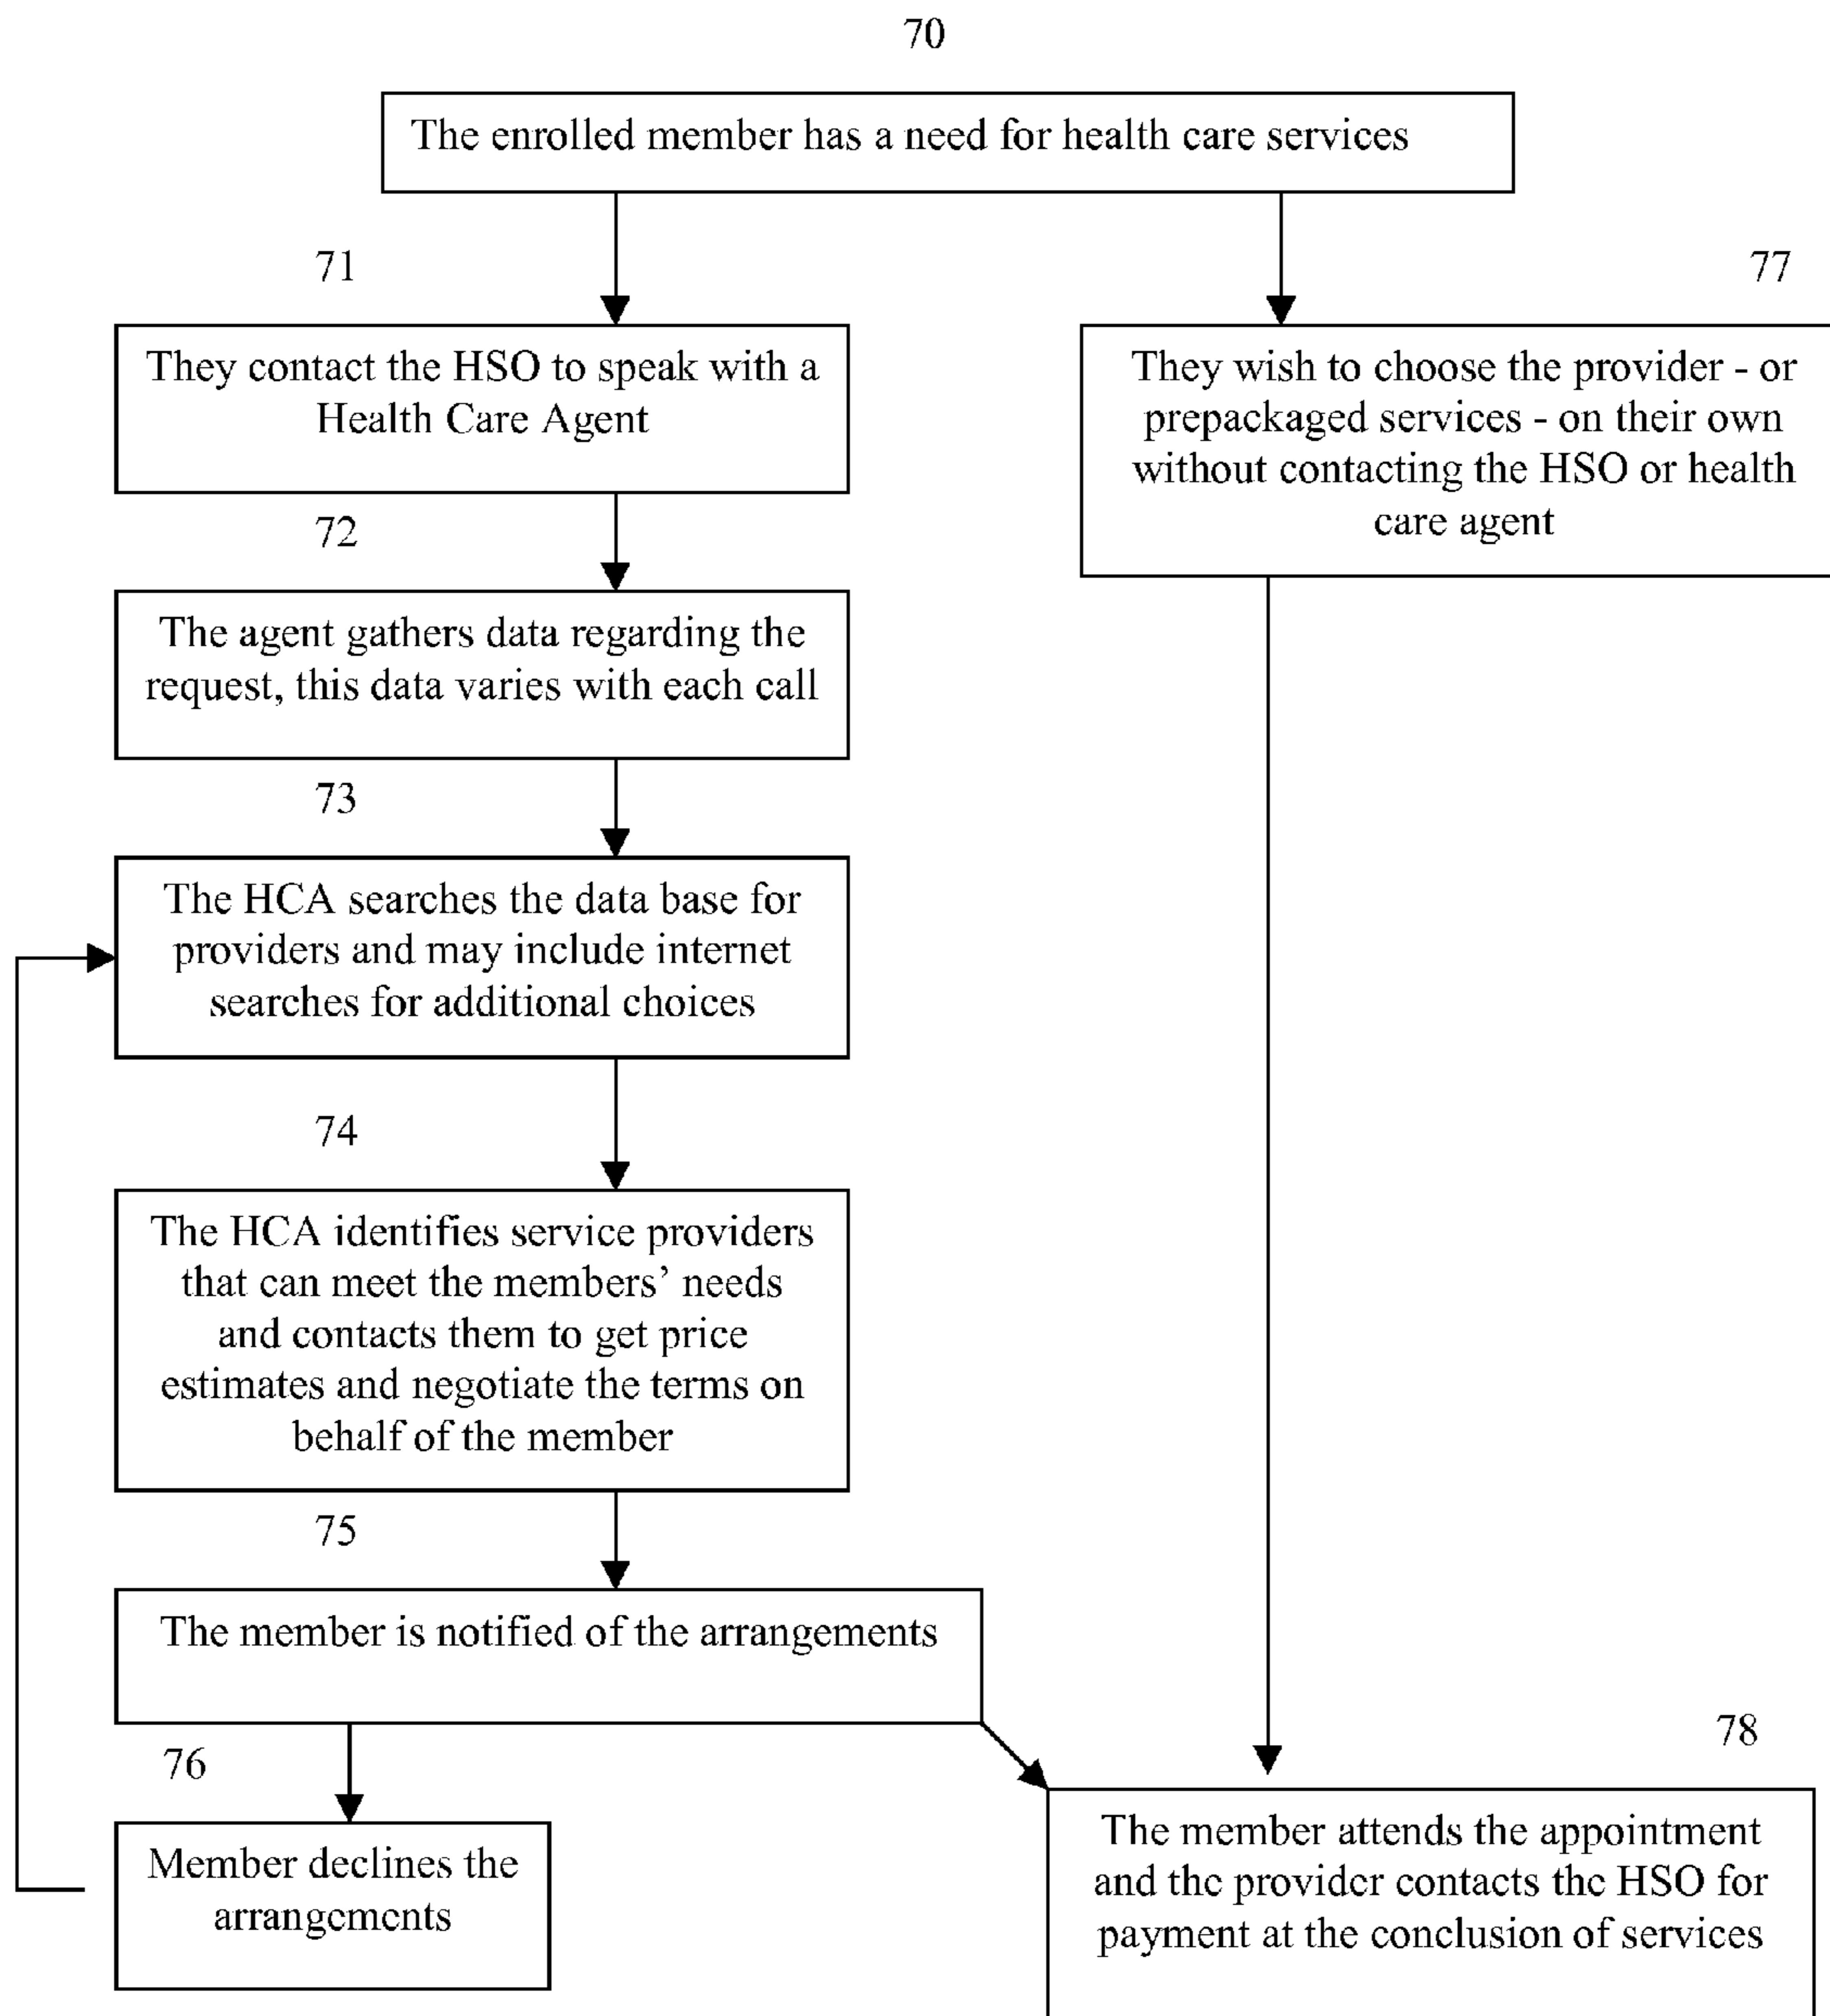 70
The enrolled member has a need for health care services
71
They contact the HSO to speak with a
Health Care Agent
77
They wish to choose the provider - or
prepackaged services - on their own
without contacting the HSO or health
care agent
72
The agent gathers data regarding the
request, this data varies with each call
73
The HCA searches the data base for
providers and may include internet
searches for additional choices
74
The HCA identifies service providers
that can meet the members’ needs
and contacts them to get price
estimates and negotiate the terms on
behalf of the member
75
The member is notified of the arrangements
76
Member declines the
arrangements
78
The member attends the appointment
and the provider contacts the HSO for
payment at the conclusion of services